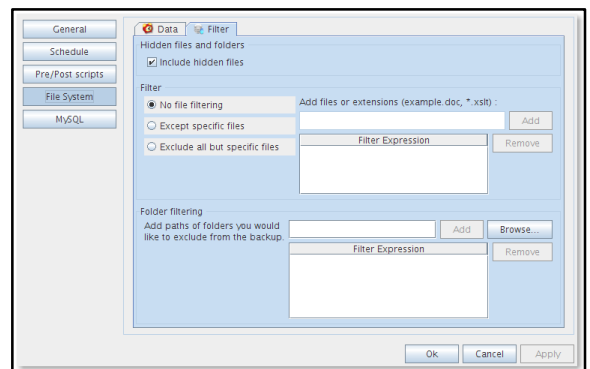 General
Schedule
Pre/Post scripts
File System
MySQL
Data
Filter
Hidden files and folders
Include hidden files
Filter
No file filtering
Except specific files
Exclude all but specific files
Add files or extensions (example.doc, *.xslt) :
Add
Filter Expression
Remove
Folder filtering
Add paths of folders you would
like to exclude from the backup.
Add
Browse...
Filter Expression
Remove
Ok
Cancel
Apply